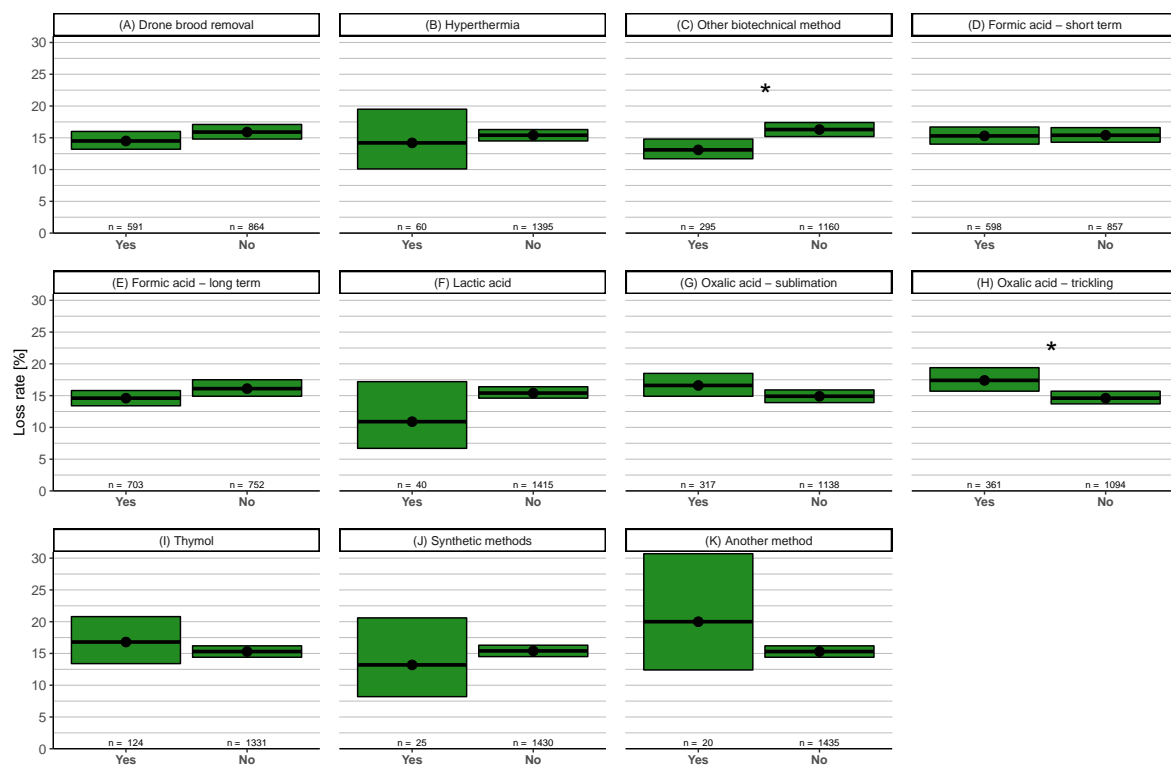 (A) Drone brood removal
(B) Hyperthermia
(C) Other biotechnical method
(D) Formic acid – short term
30
25
20
15
10
5
0
*
n = 591
n = 864
n = 60
n = 1395
n = 295
n = 1160
n = 598
n = 857
Yes
No
Yes
No
Yes
No
Yes
No
(E) Formic acid – long term
(F) Lactic acid
(G) Oxalic acid – sublimation
(H) Oxalic acid – trickling
Loss rate [%]
30
25
20
15
10
5
0
*
n = 703
n = 752
n = 40
n = 1415
n = 317
n = 1138
n = 361
n = 1094
Yes
No
Yes
No
Yes
No
Yes
No
(I) Thymol
(J) Synthetic methods
(K) Another method
30
25
20
15
10
5
0
n = 124
n = 1331
n = 25
n = 1430
n = 20
n = 1435
Yes
No
Yes
No
Yes
No